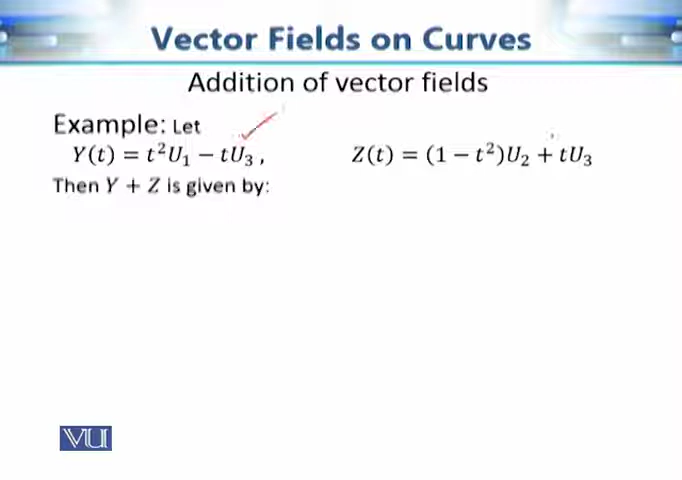 Vector Fields on Curves
Addition of vector fields
Example: Let
Y(t) = t²U₁ − tU₃ , Z(t) = (1 − t²)U₂ + tU₃
Then Y + Z is given by:
VU